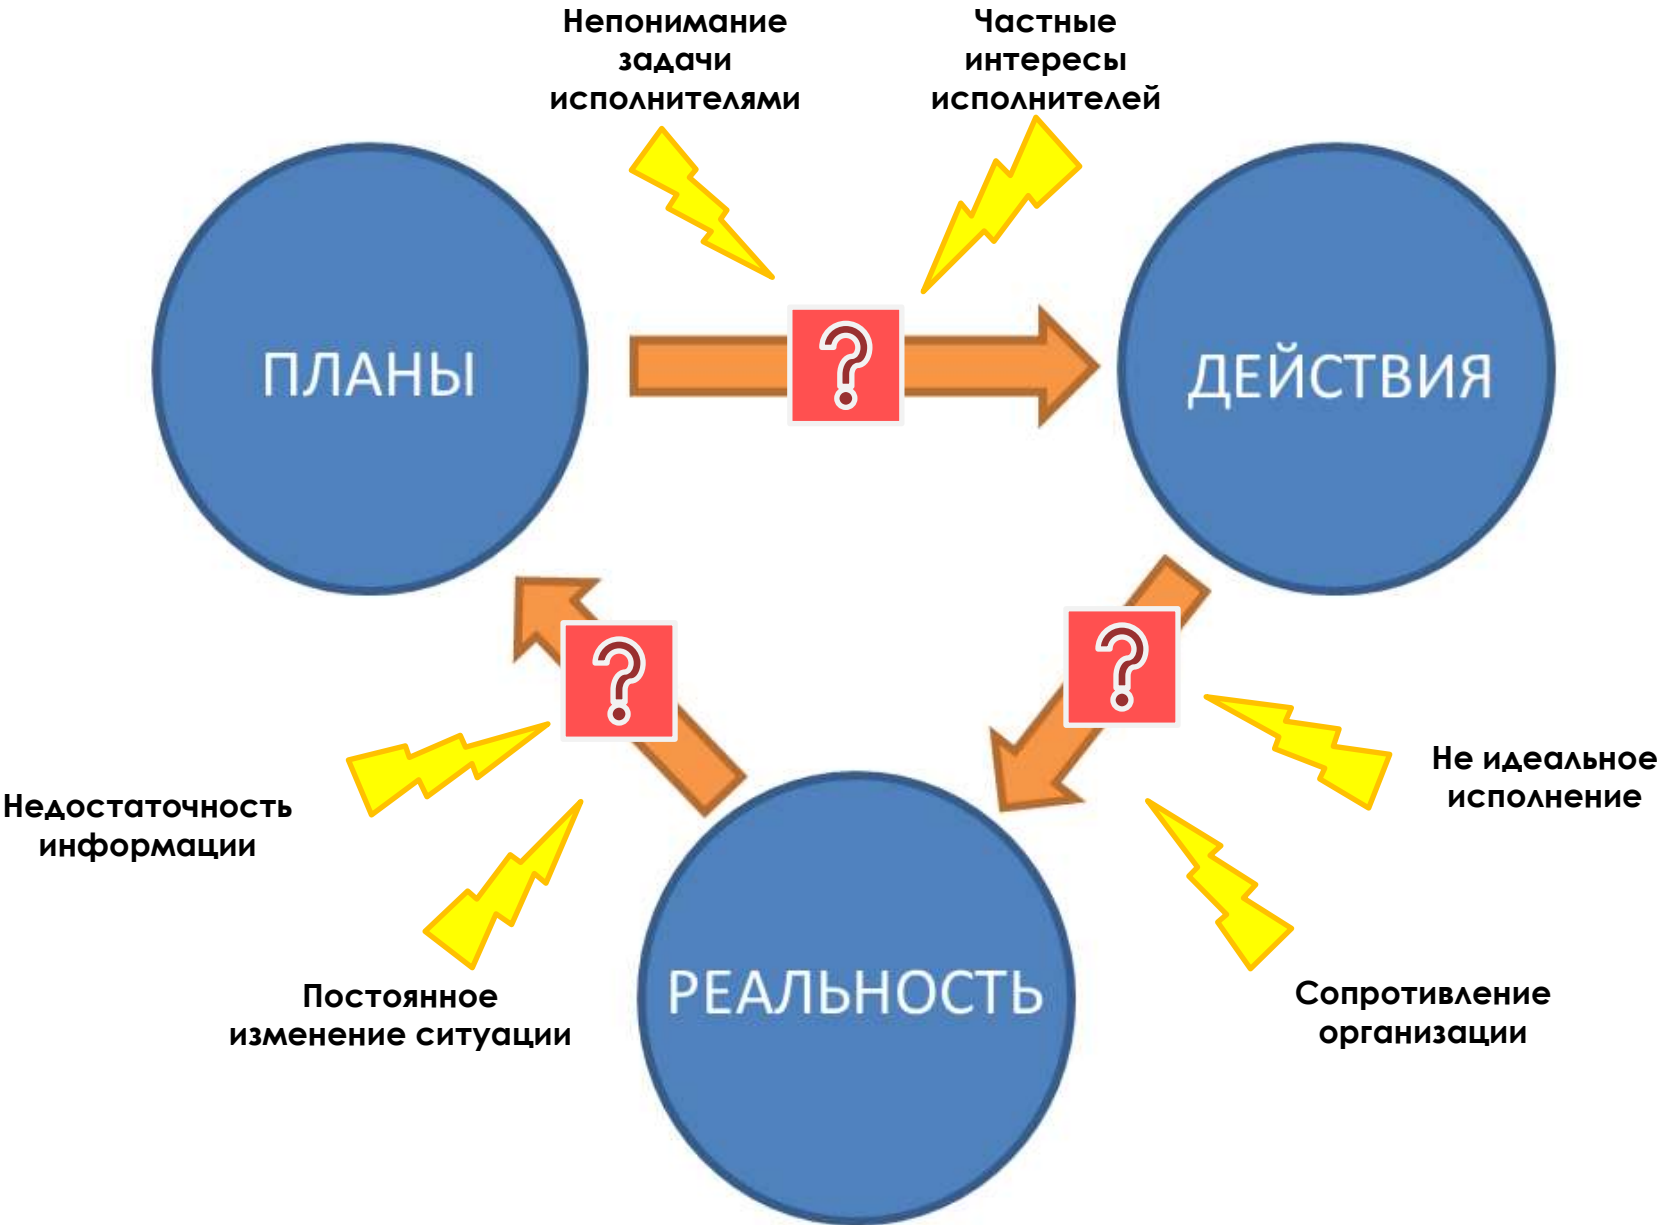 Непонимание
задачи
исполнителями
Частные
интересы
исполнителей
ПЛАНЫ
?
ДЕЙСТВИЯ
?
?
Не идеальное
исполнение
Недостаточность
информации
Постоянное
изменение ситуации
РЕАЛЬНОСТЬ
Сопротивление
организации